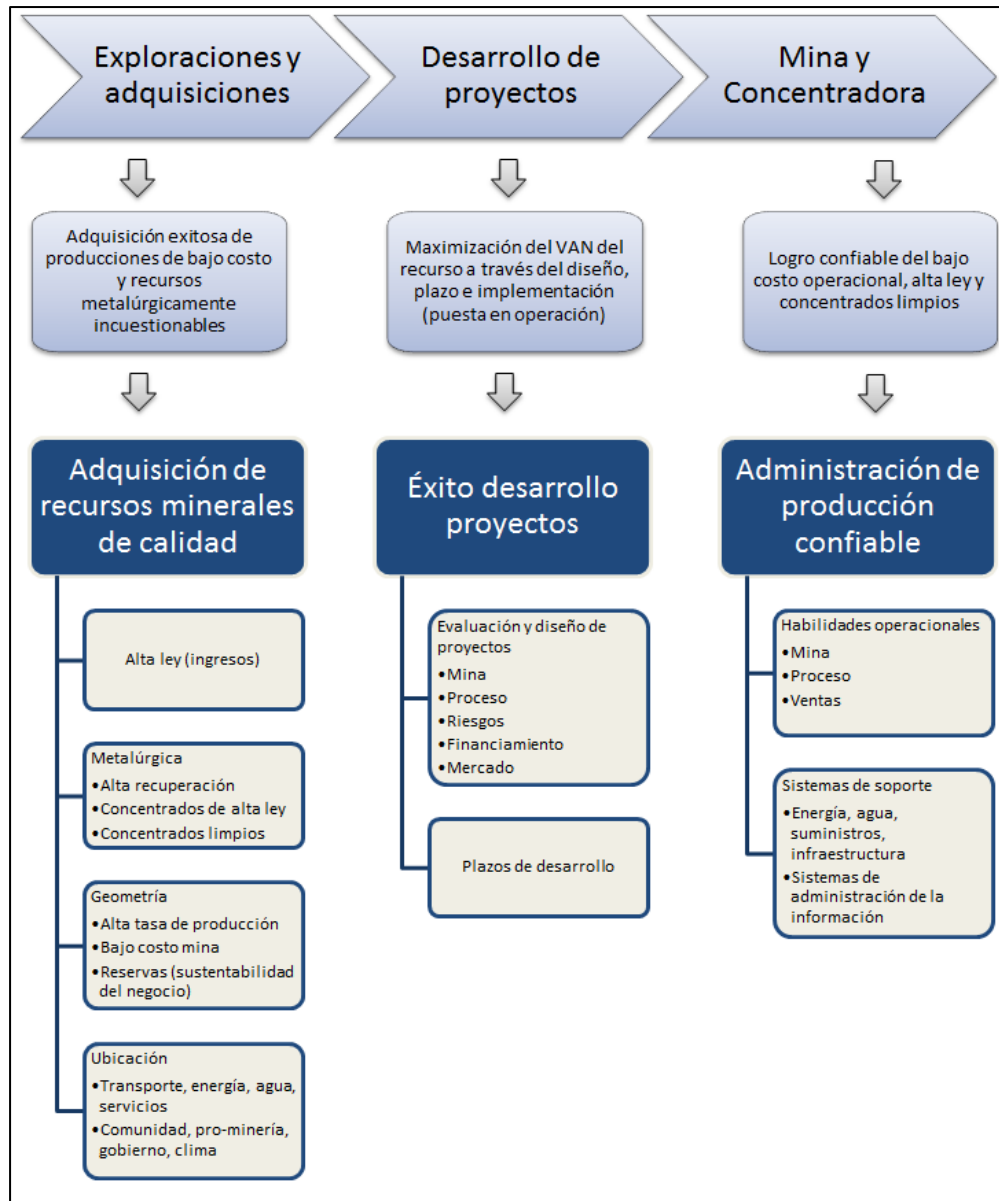 Exploraciones y
adquisiciones
Desarrollo de
proyectos
Mina y
Concentradora
Adquisición exitosa de
producciones de bajo costo
y recursos
metalúrgicamente
incuestionables
Maximización del VAN del
recurso a través del diseño,
plazo e implementación
(puesta en operación)
Logro confiable del bajo
costo operacional, alta ley y
concentrados limpios
Adquisición de
recursos minerales
de calidad
Éxito desarrollo
proyectos
Administración de
producción
confiable
Alta ley (ingresos)
Metalúrgica
•Alta recuperación
•Concentrados de alta ley
•Concentrados limpios
Geometría
•Alta tasa de producción
•Bajo costo mina
•Reservas (sustentabilidad
del negocio)
Ubicación
•Transporte, energía, agua,
servicios
•Comunidad, pro-minería,
gobierno, clima
Evaluación y diseño de
proyectos
•Mina
•Proceso
•Riesgos
•Financiamiento
•Mercado
Plazos de desarrollo
Habilidades operacionales
•Mina
•Proceso
•Ventas
Sistemas de soporte
•Energía, agua,
suministros,
infraestructura
•Sistemas de
administración de la
información